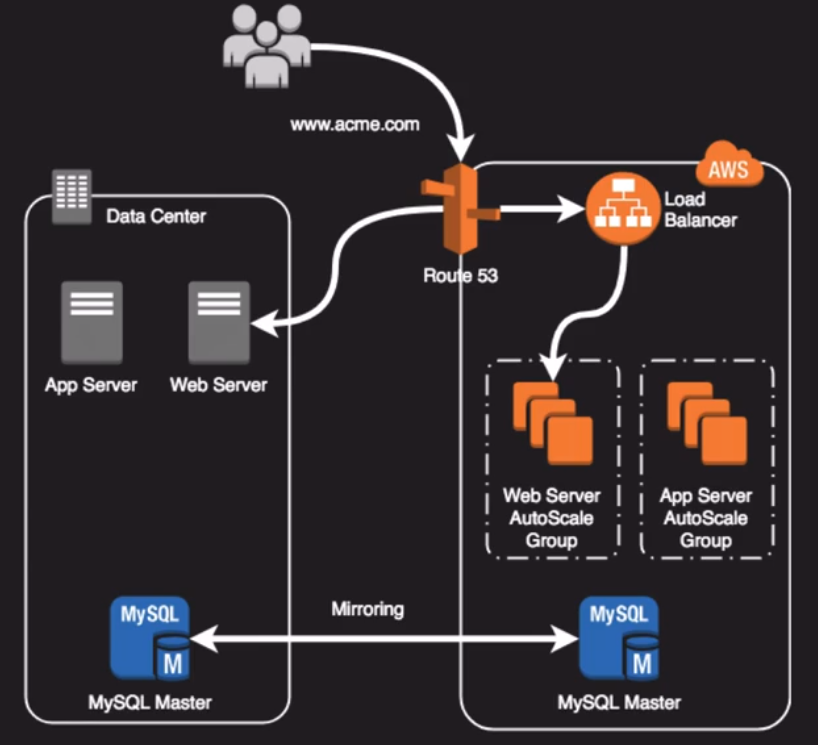 www.acme.com
AWS
Load
Balancer
Data Center
Route 53
App Server
Web Server
Web Server
AutoScale
Group
App Server
AutoScale
Group
MySQL
M
MySQL Master
Mirroring
MySQL
M
MySQL Master